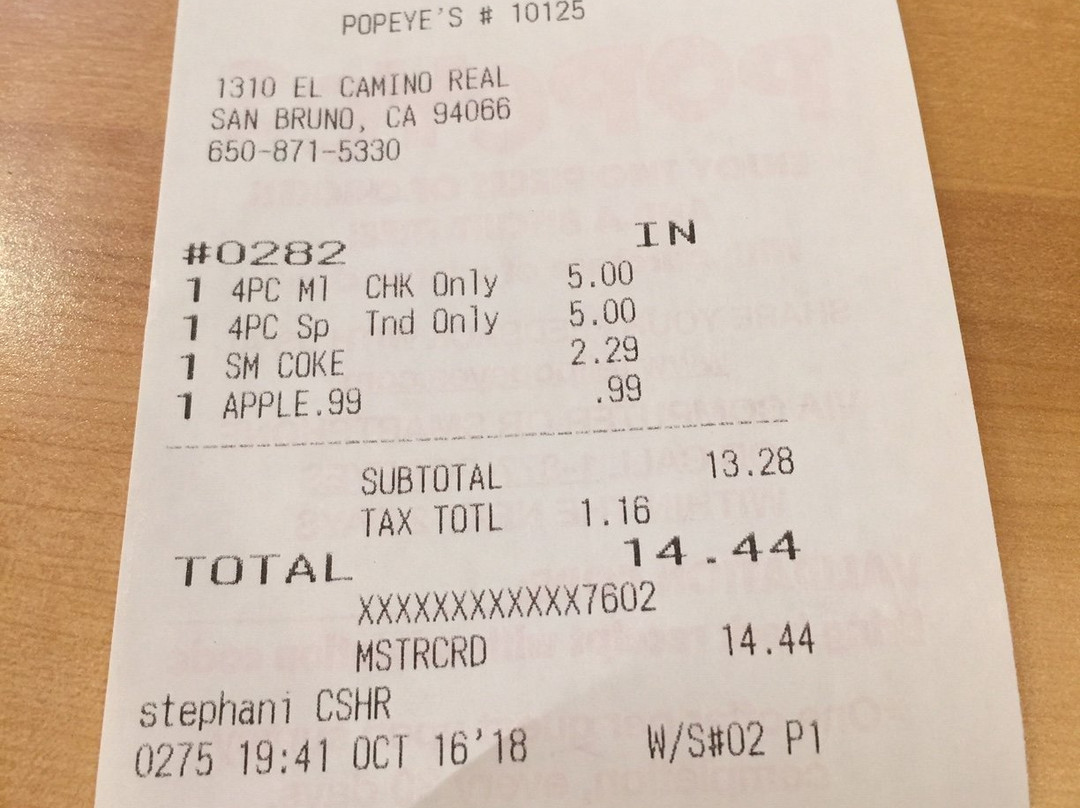 POPEYE'S # 10125
1310 EL CAMINO REAL
SAN BRUNO, CA 94066
650-871-5330
#0282 IN
1 4PC Ml CHK Only 5.00
1 4PC Sp Tnd Only 5.00
1 SM COKE 2.29
1 APPLE.99 .99
SUBTOTAL 13.28
TAX TOTL 1.16
TOTAL 14.44
XXXXXXXXXXXX7602
MSTRCRD 14.44
stephani CSHR
0275 19:41 OCT 16'18 W/S#02 P1